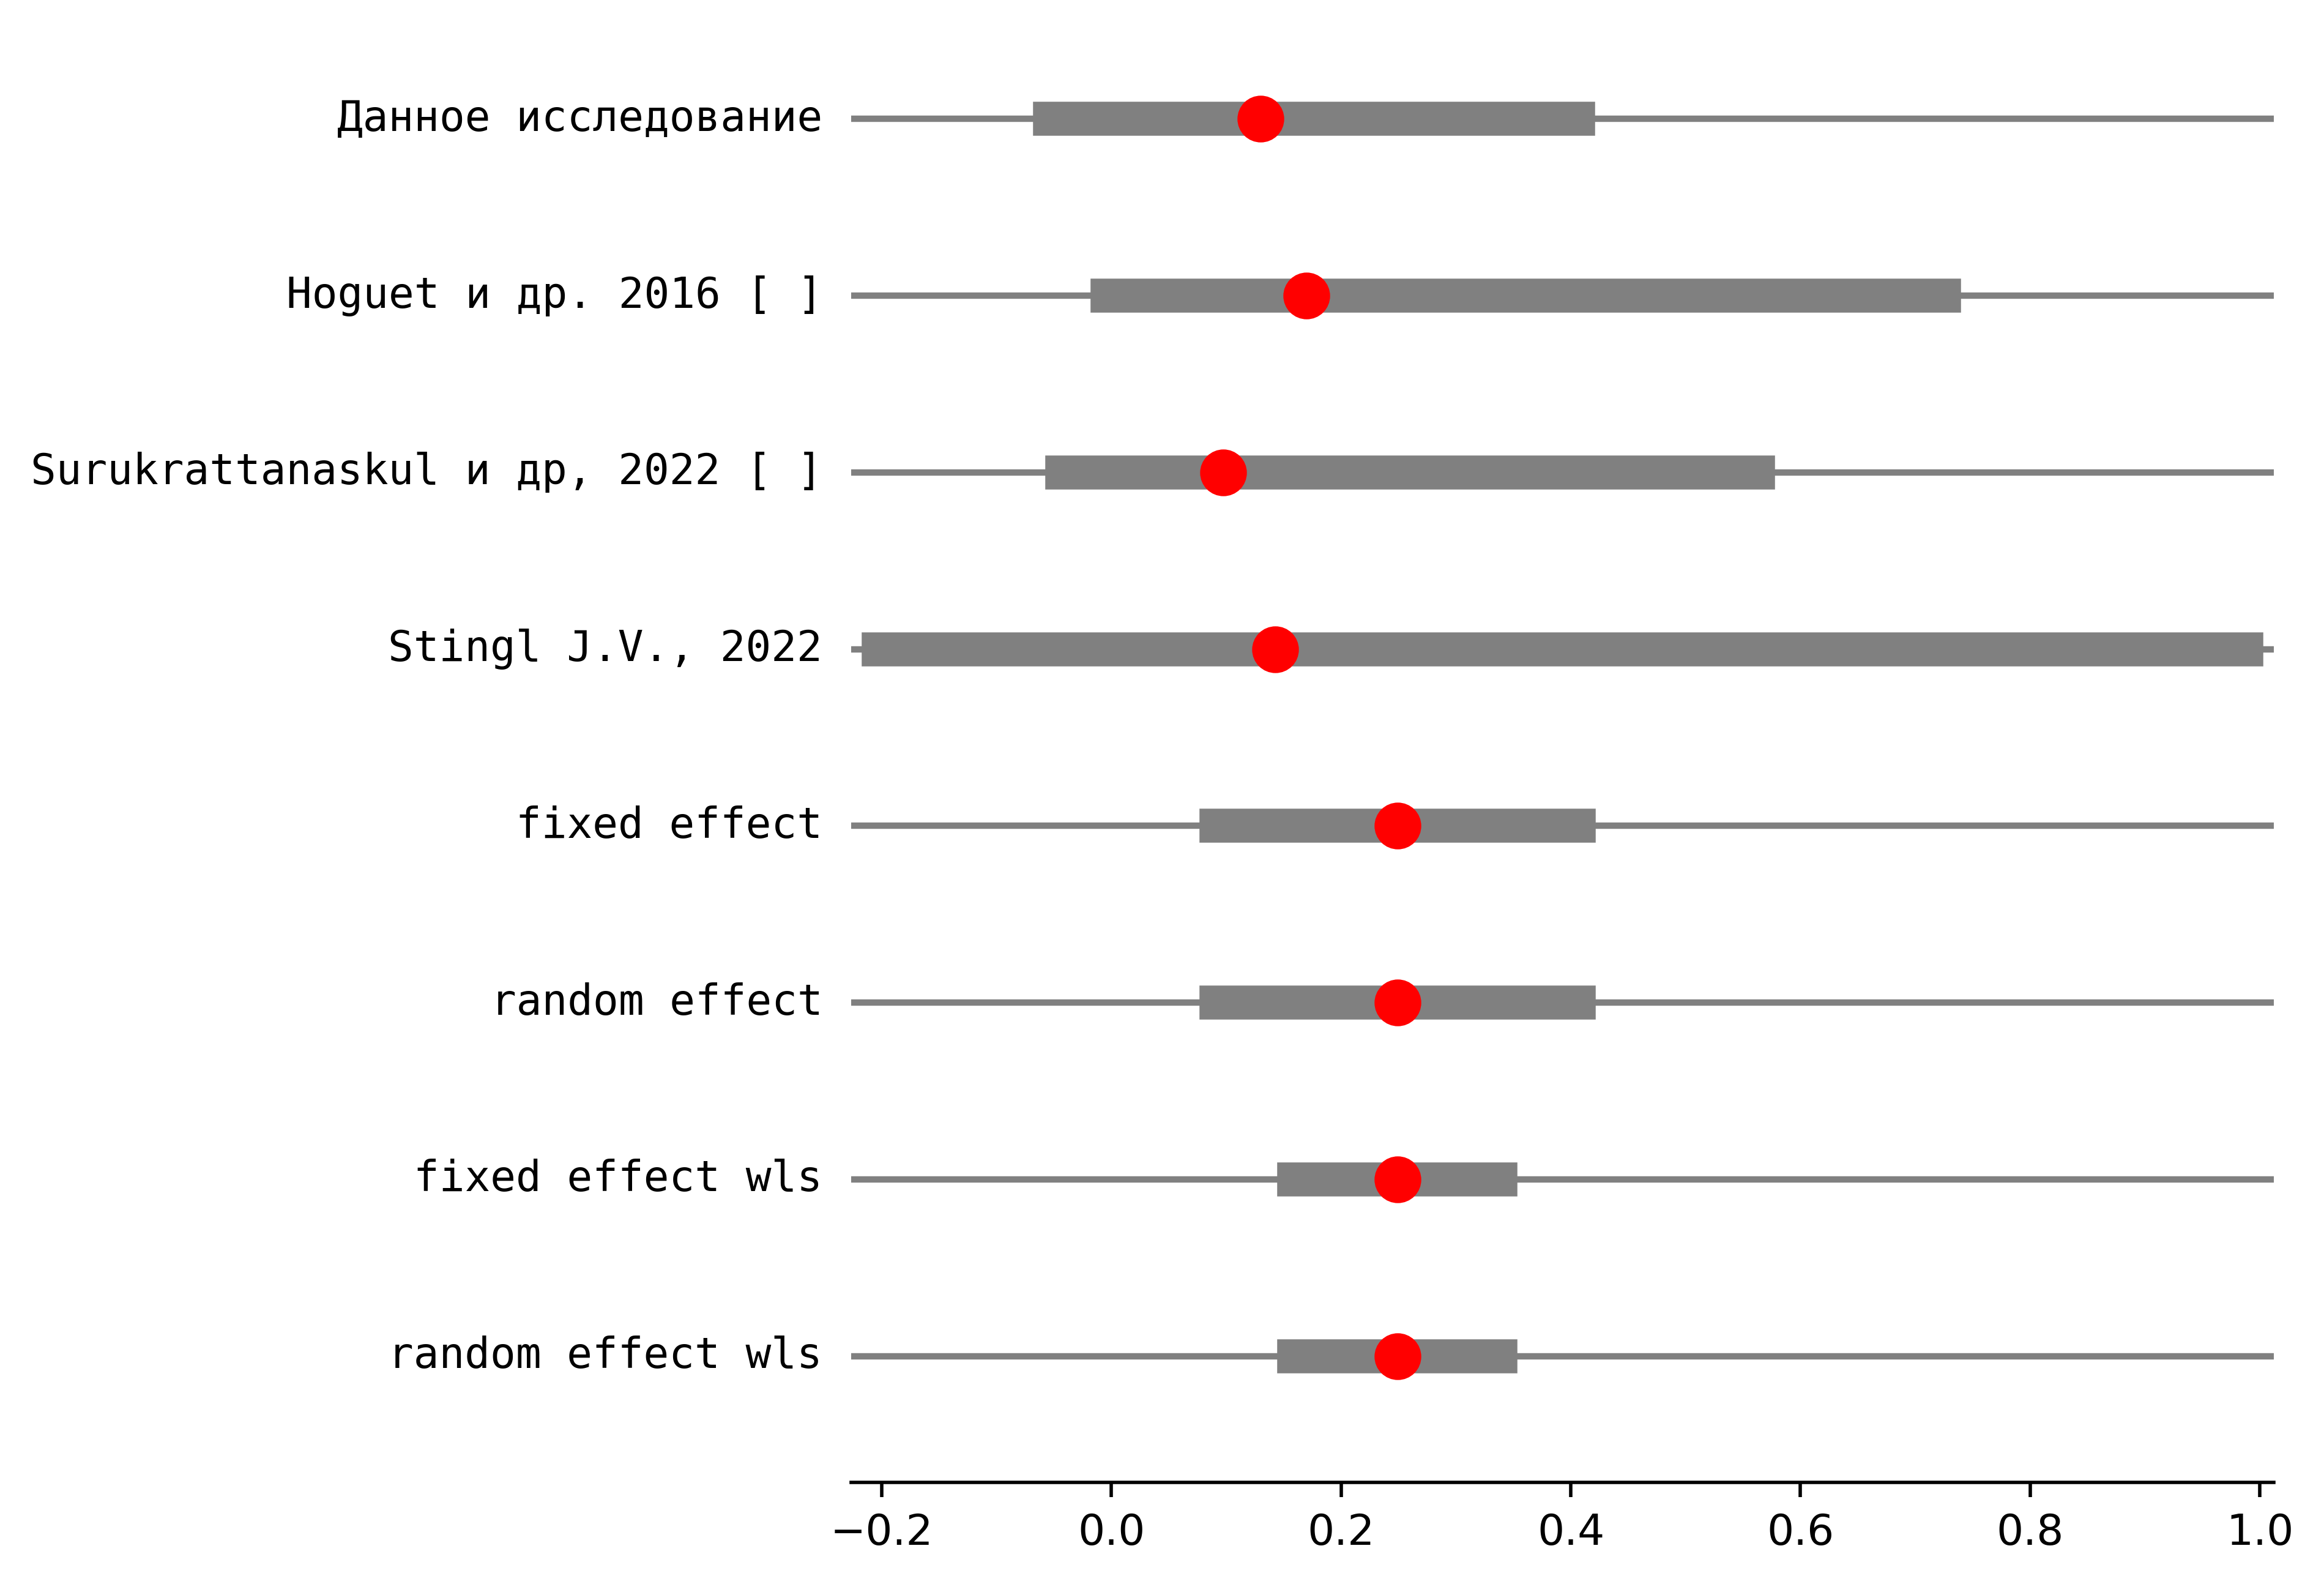 Данное исследование
Hoguet и др. 2016 [ ]
Surukrattanaskul и др, 2022 [ ]
Stingl J.V., 2022
fixed effect
random effect
fixed effect wls
random effect wls
−0.2 0.0 0.2 0.4 0.6 0.8 1.0